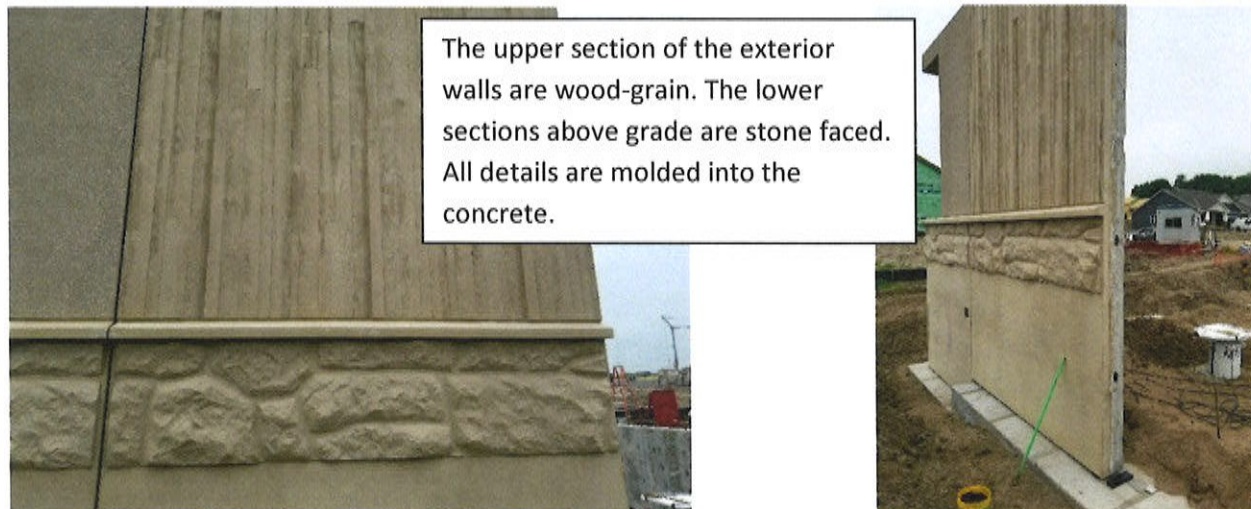 The upper section of the exterior
walls are wood-grain. The lower
sections above grade are stone faced.
All details are molded into the
concrete.